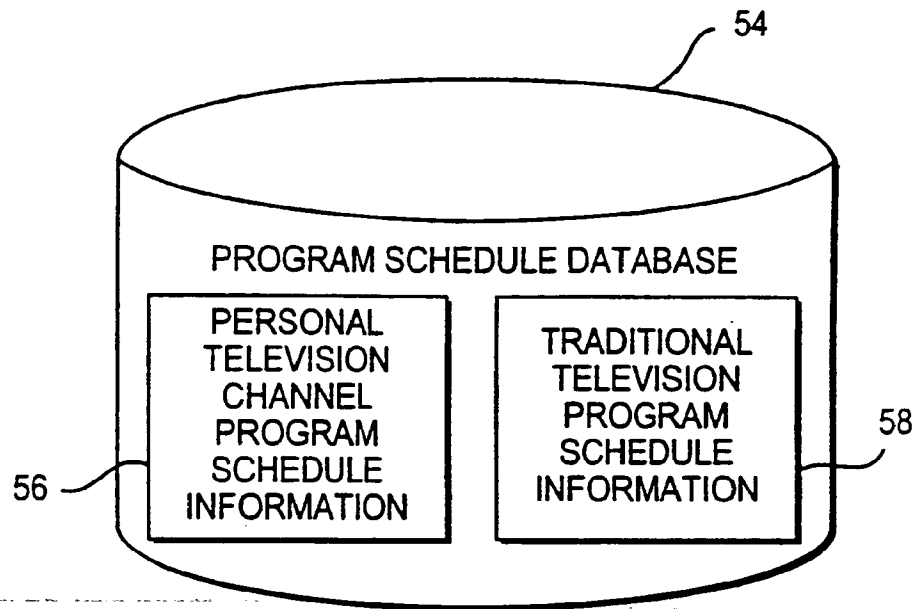 54
PROGRAM SCHEDULE DATABASE
PERSONAL
TELEVISION
CHANNEL
PROGRAM
SCHEDULE
INFORMATION
56
TRADITIONAL
TELEVISION
PROGRAM
SCHEDULE
INFORMATION
58